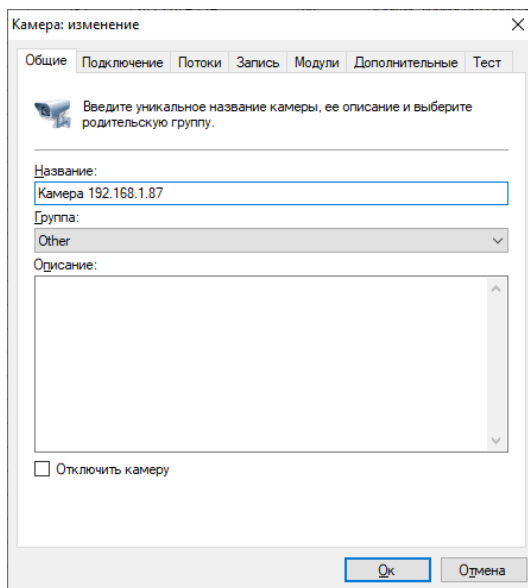 Камера: изменение
Общие Подключение Потоки Запись Модули Дополнительные Тест
Введите уникальное название камеры, ее описание и выберите
родительскую группу.
Название:
Камера 192.168.1.87
Группа:
Other
Описание:
Отключить камеру
Ок Отмена